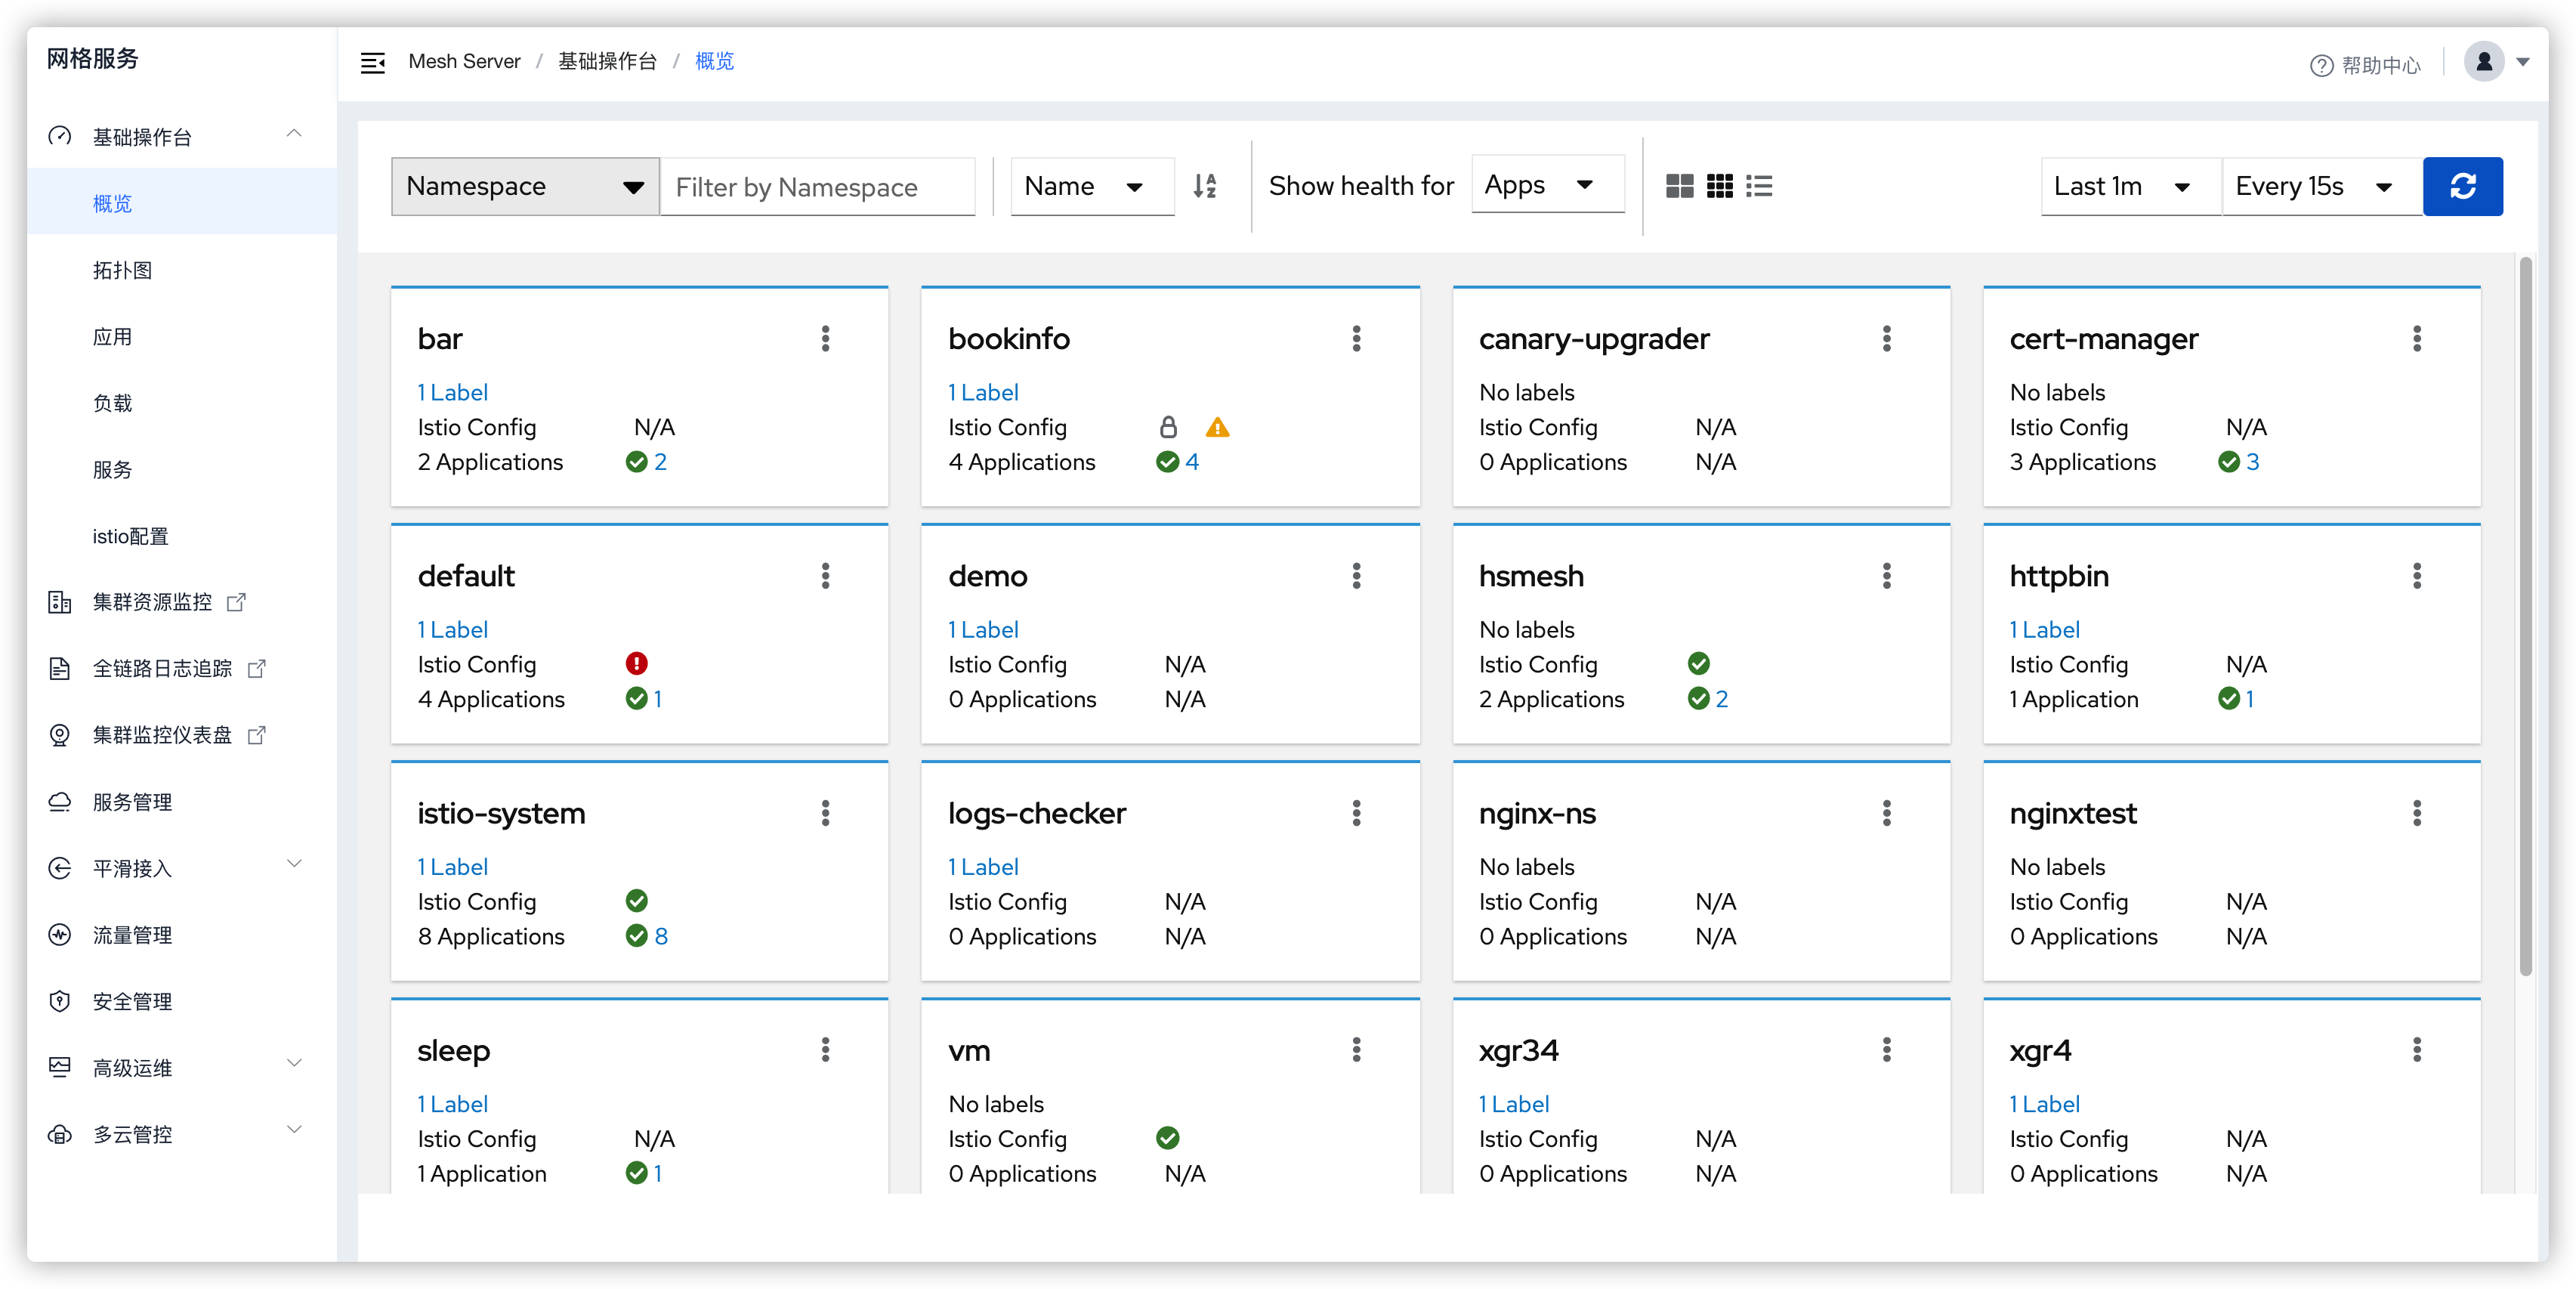 网格服务
基础操作台
概览
拓扑图
应用
负载
服务
istio配置
集群资源监控
全链路日志追踪
集群监控仪表盘
服务管理
平滑接入
流量管理
安全管理
高级运维
多云管控
Mesh Server / 基础操作台 / 概览
帮助中心
Namespace Filter by Namespace Name Show health for Apps Last 1m Every 15s
bar
1 Label
Istio Config N/A
2 Applications 2
bookinfo
1 Label
Istio Config
4 Applications 4
canary-upgrader
No labels
Istio Config N/A
0 Applications N/A
cert-manager
No labels
Istio Config N/A
3 Applications 3
default
1 Label
Istio Config
4 Applications 1
demo
1 Label
Istio Config N/A
0 Applications N/A
hsmesh
No labels
Istio Config
2 Applications 2
httpbin
1 Label
Istio Config N/A
1 Application 1
istio-system
1 Label
Istio Config
8 Applications 8
logs-checker
1 Label
Istio Config N/A
0 Applications N/A
nginx-ns
No labels
Istio Config N/A
0 Applications N/A
nginxtest
No labels
Istio Config N/A
0 Applications N/A
sleep
1 Label
Istio Config N/A
1 Application 1
vm
No labels
Istio Config
0 Applications N/A
xgr34
1 Label
Istio Config N/A
0 Applications N/A
xgr4
1 Label
Istio Config N/A
0 Applications N/A